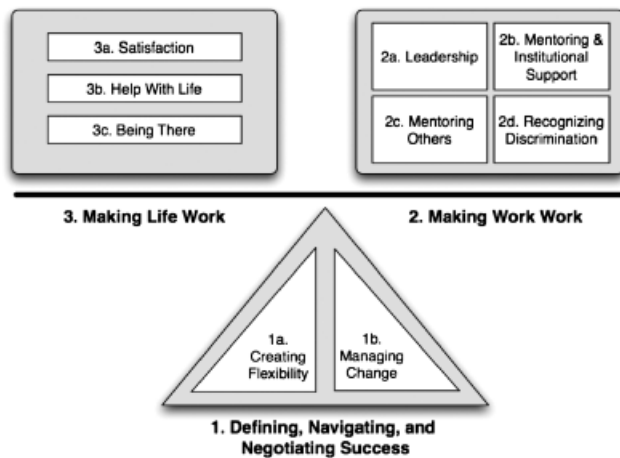 3a. Satisfaction
3b. Help With Life
3c. Being There
2a. Leadership
2b. Mentoring &
Institutional
Support
2c. Mentoring
Others
2d. Recognizing
Discrimination
3. Making Life Work
2. Making Work Work
1a.
Creating
Flexibility
1b.
Managing
Change
1. Defining, Navigating, and
Negotiating Success